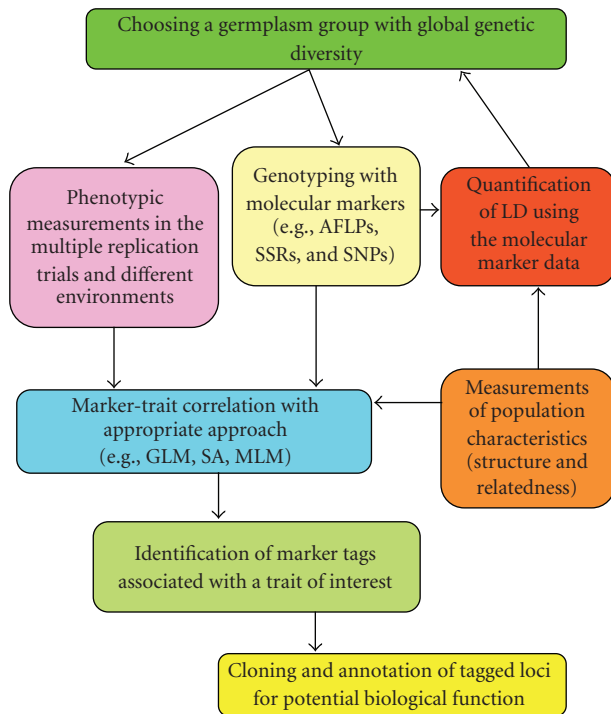 Choosing a germplasm group with global genetic
diversity
Phenotypic
measurements in the
multiple replication
trials and different
environments
Genotyping with
molecular markers
(e.g., AFLPs,
SSRs, and SNPs)
Quantification
of LD using
the molecular
marker data
Marker-trait correlation with
appropriate approach
(e.g., GLM, SA, MLM)
Measurements
of population
characteristics
(structure and
relatedness)
Identification of marker tags
associated with a trait of interest
Cloning and annotation of tagged loci
for potential biological function